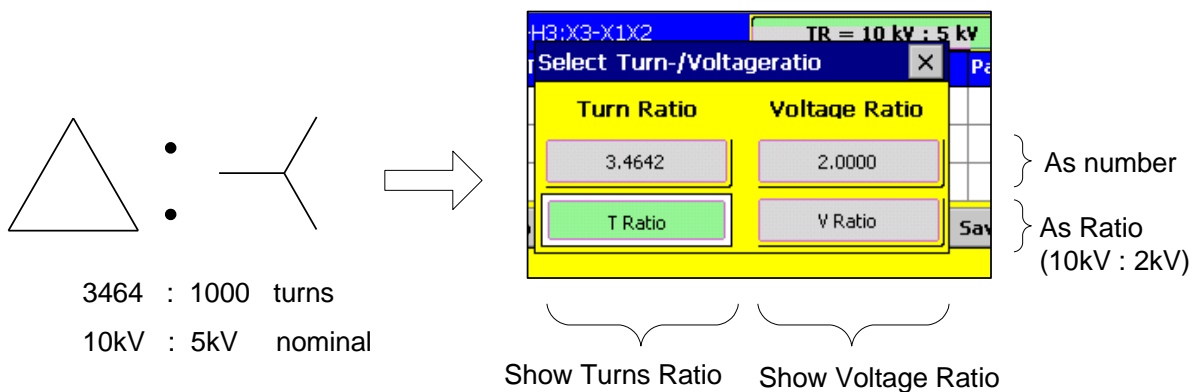 H3:X3-X1X2 TR = 10 kV : 5 kV
Select Turn-/Voltageratio
Turn Ratio Voltage Ratio
3.4642 2.0000
T Ratio V Ratio
Sav
As number
As Ratio
(10kV : 2kV)
3464 : 1000 turns
10kV : 5kV nominal
Show Turns Ratio Show Voltage Ratio